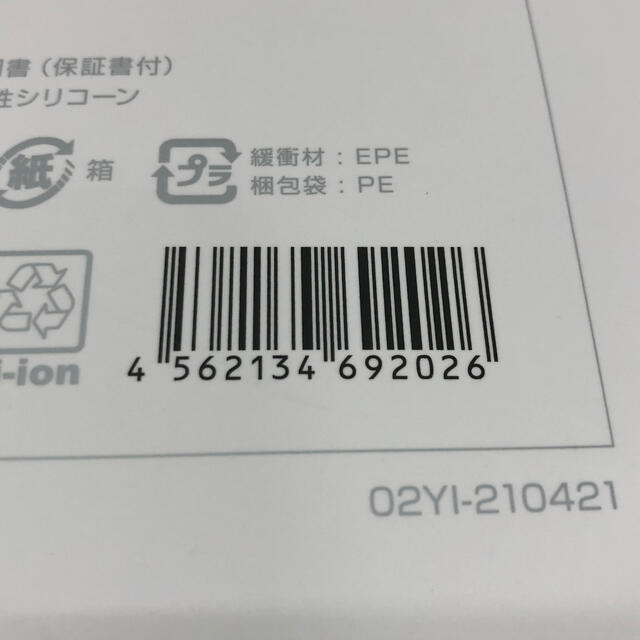 書(保証書付)
性シリコーン
紙 箱
プラ 緩衝材:EPE
梱包袋:PE
-ion
4 562134 692026
02YI-210421